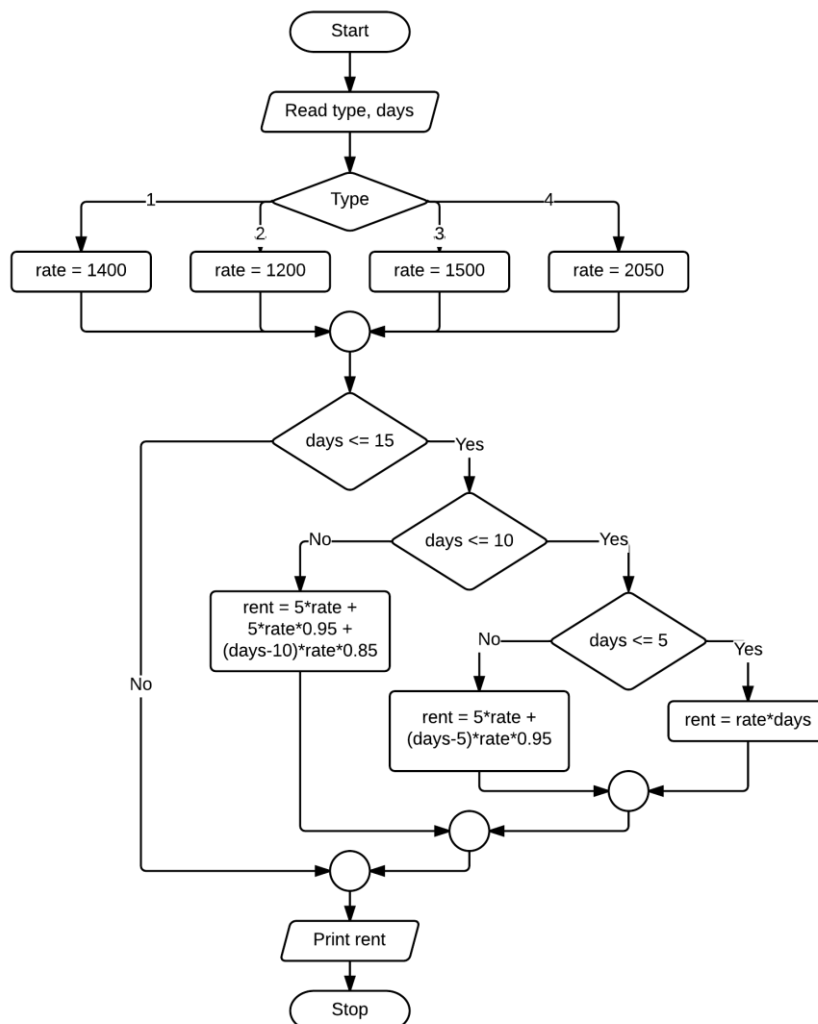 Start
Read type, days
Type
1
2
3
4
rate = 1400
rate = 1200
rate = 1500
rate = 2050
days <= 15
Yes
days <= 10
No
Yes
rent = 5*rate +
5*rate*0.95 +
(days-10)*rate*0.85
days <= 5
No
Yes
No
rent = 5*rate +
(days-5)*rate*0.95
rent = rate*days
Print rent
Stop